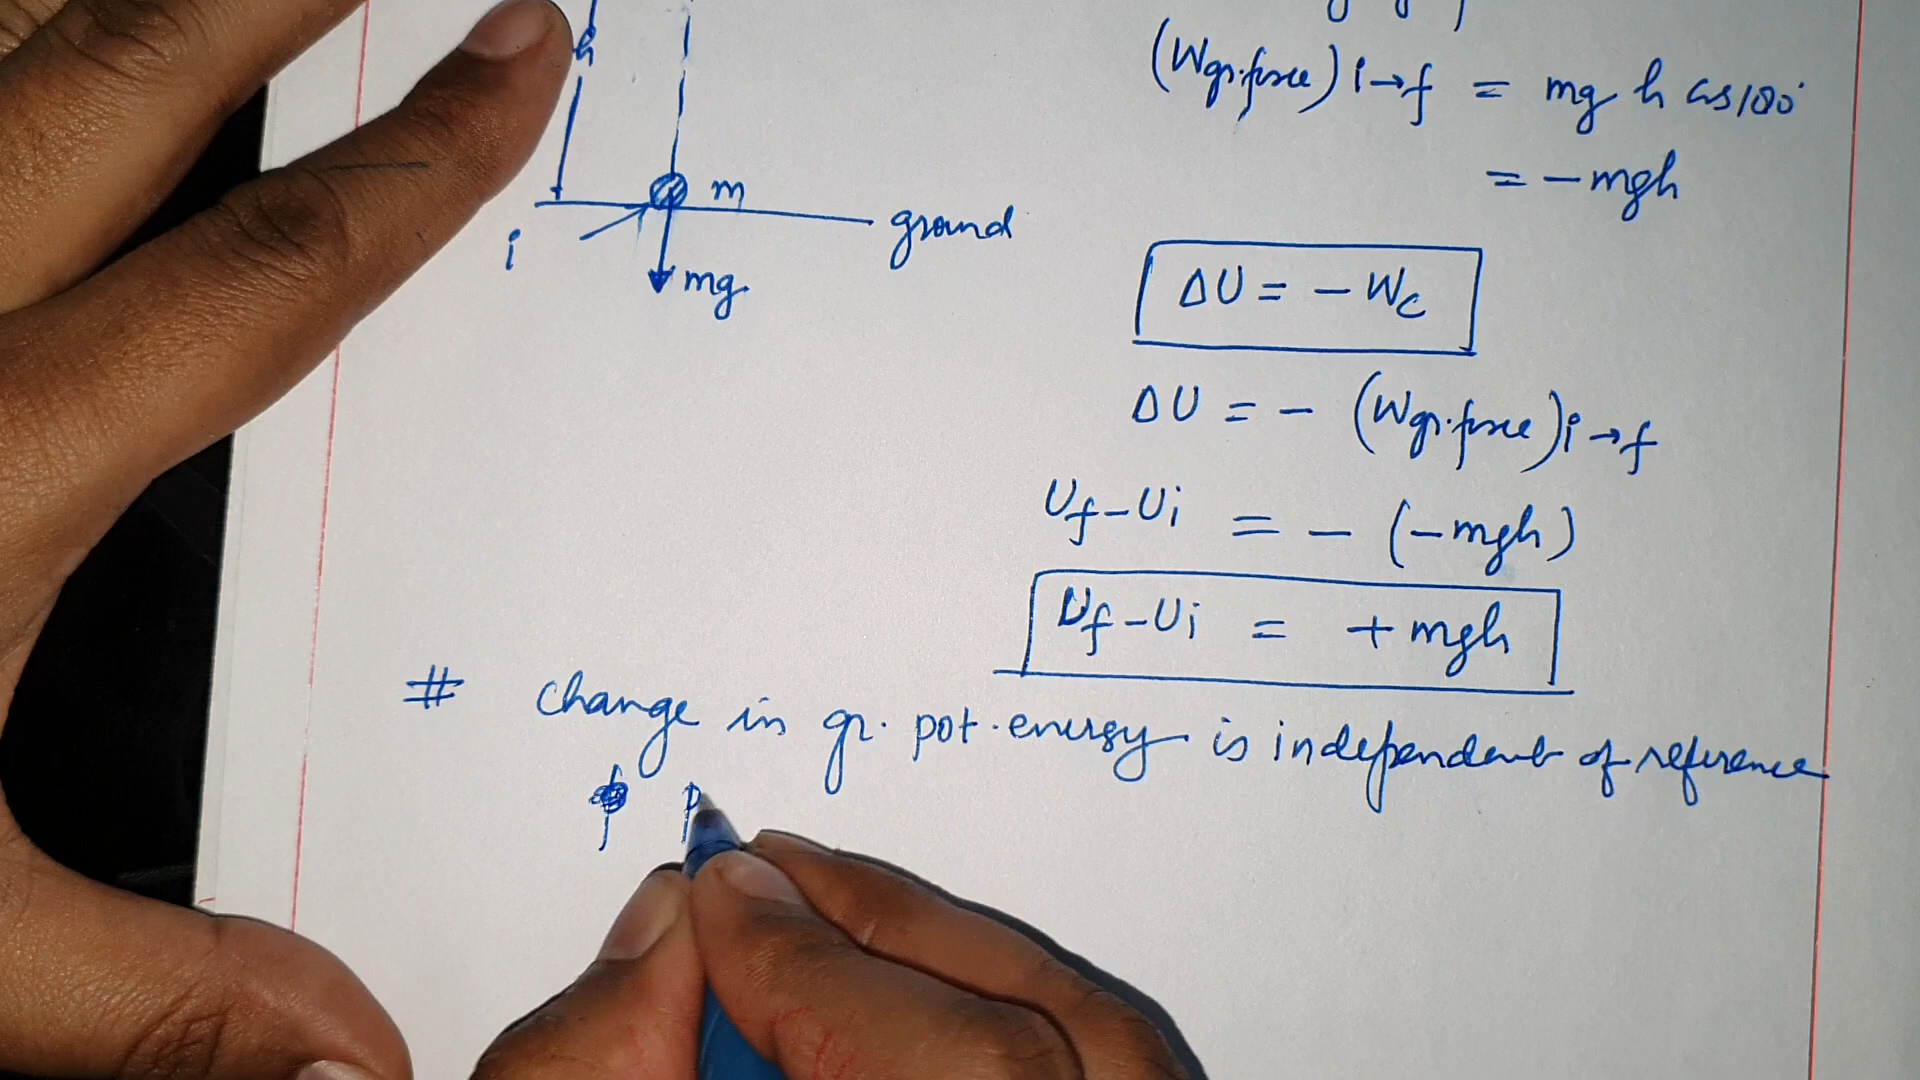 h
m
ground
i
mg
(Wgr.force) i→f = mg h cos180°
= -mgh
ΔU = - Wc
ΔU = - (Wgr.force) i→f
Uf - Ui = - (-mgh)
Uf - Ui = + mgh
# Change in gr. pot. energy is independent of reference
p